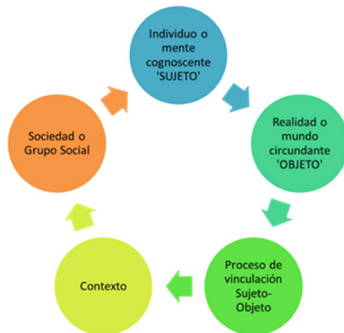 Individuo o
mente
cognoscente
'SUJETO'
Realidad o
mundo
circundante
'OBJETO'
Proceso de
vinculación
Sujeto-
Objeto
Contexto
Sociedad o
Grupo Social